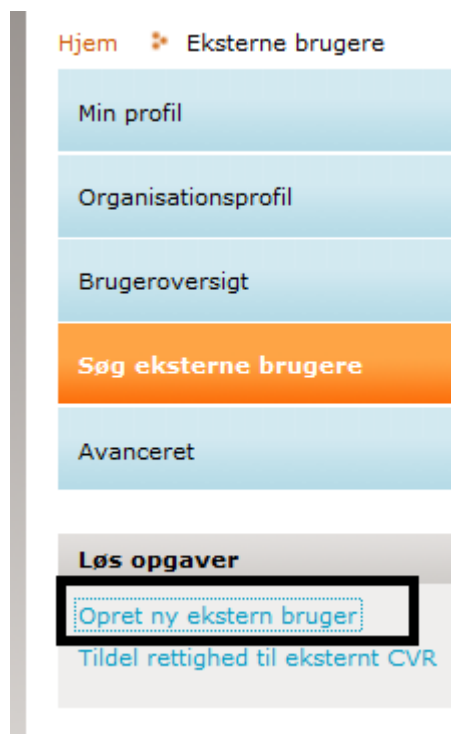 Hjem Eksterne brugere
Min profil
Organisationsprofil
Brugeroversigt
Søg eksterne brugere
Avanceret
Løs opgaver
Opret ny ekstern bruger
Tildel rettighed til eksternt CVR